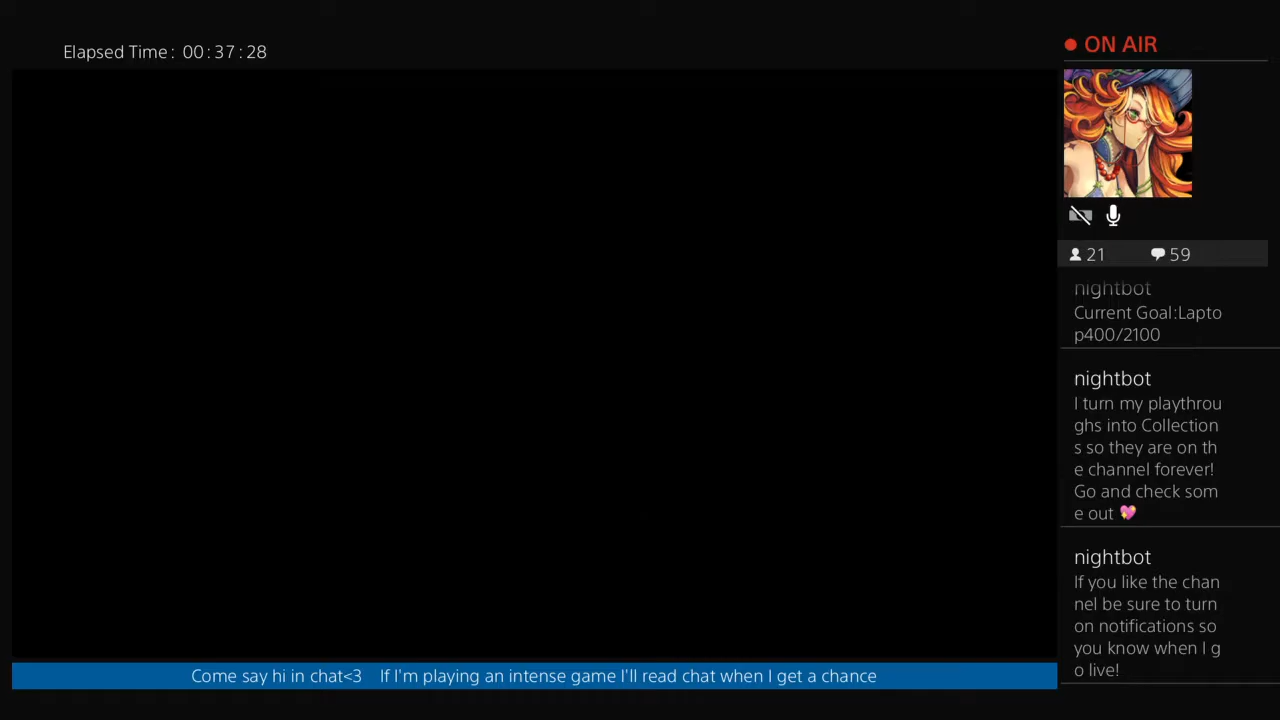 Elapsed Time: 00:37:28
ON AIR
21 59
nightbot
Current Goal:Lapto
p400/2100
nightbot
I turn my playthrou
ghs into Collection
s so they are on th
e channel forever!
Go and check som
e out 💖
nightbot
If you like the chan
nel be sure to turn
on notifications so
you know when I g
o live!
Come say hi in chat<3 If I'm playing an intense game I'll read chat when I get a chance